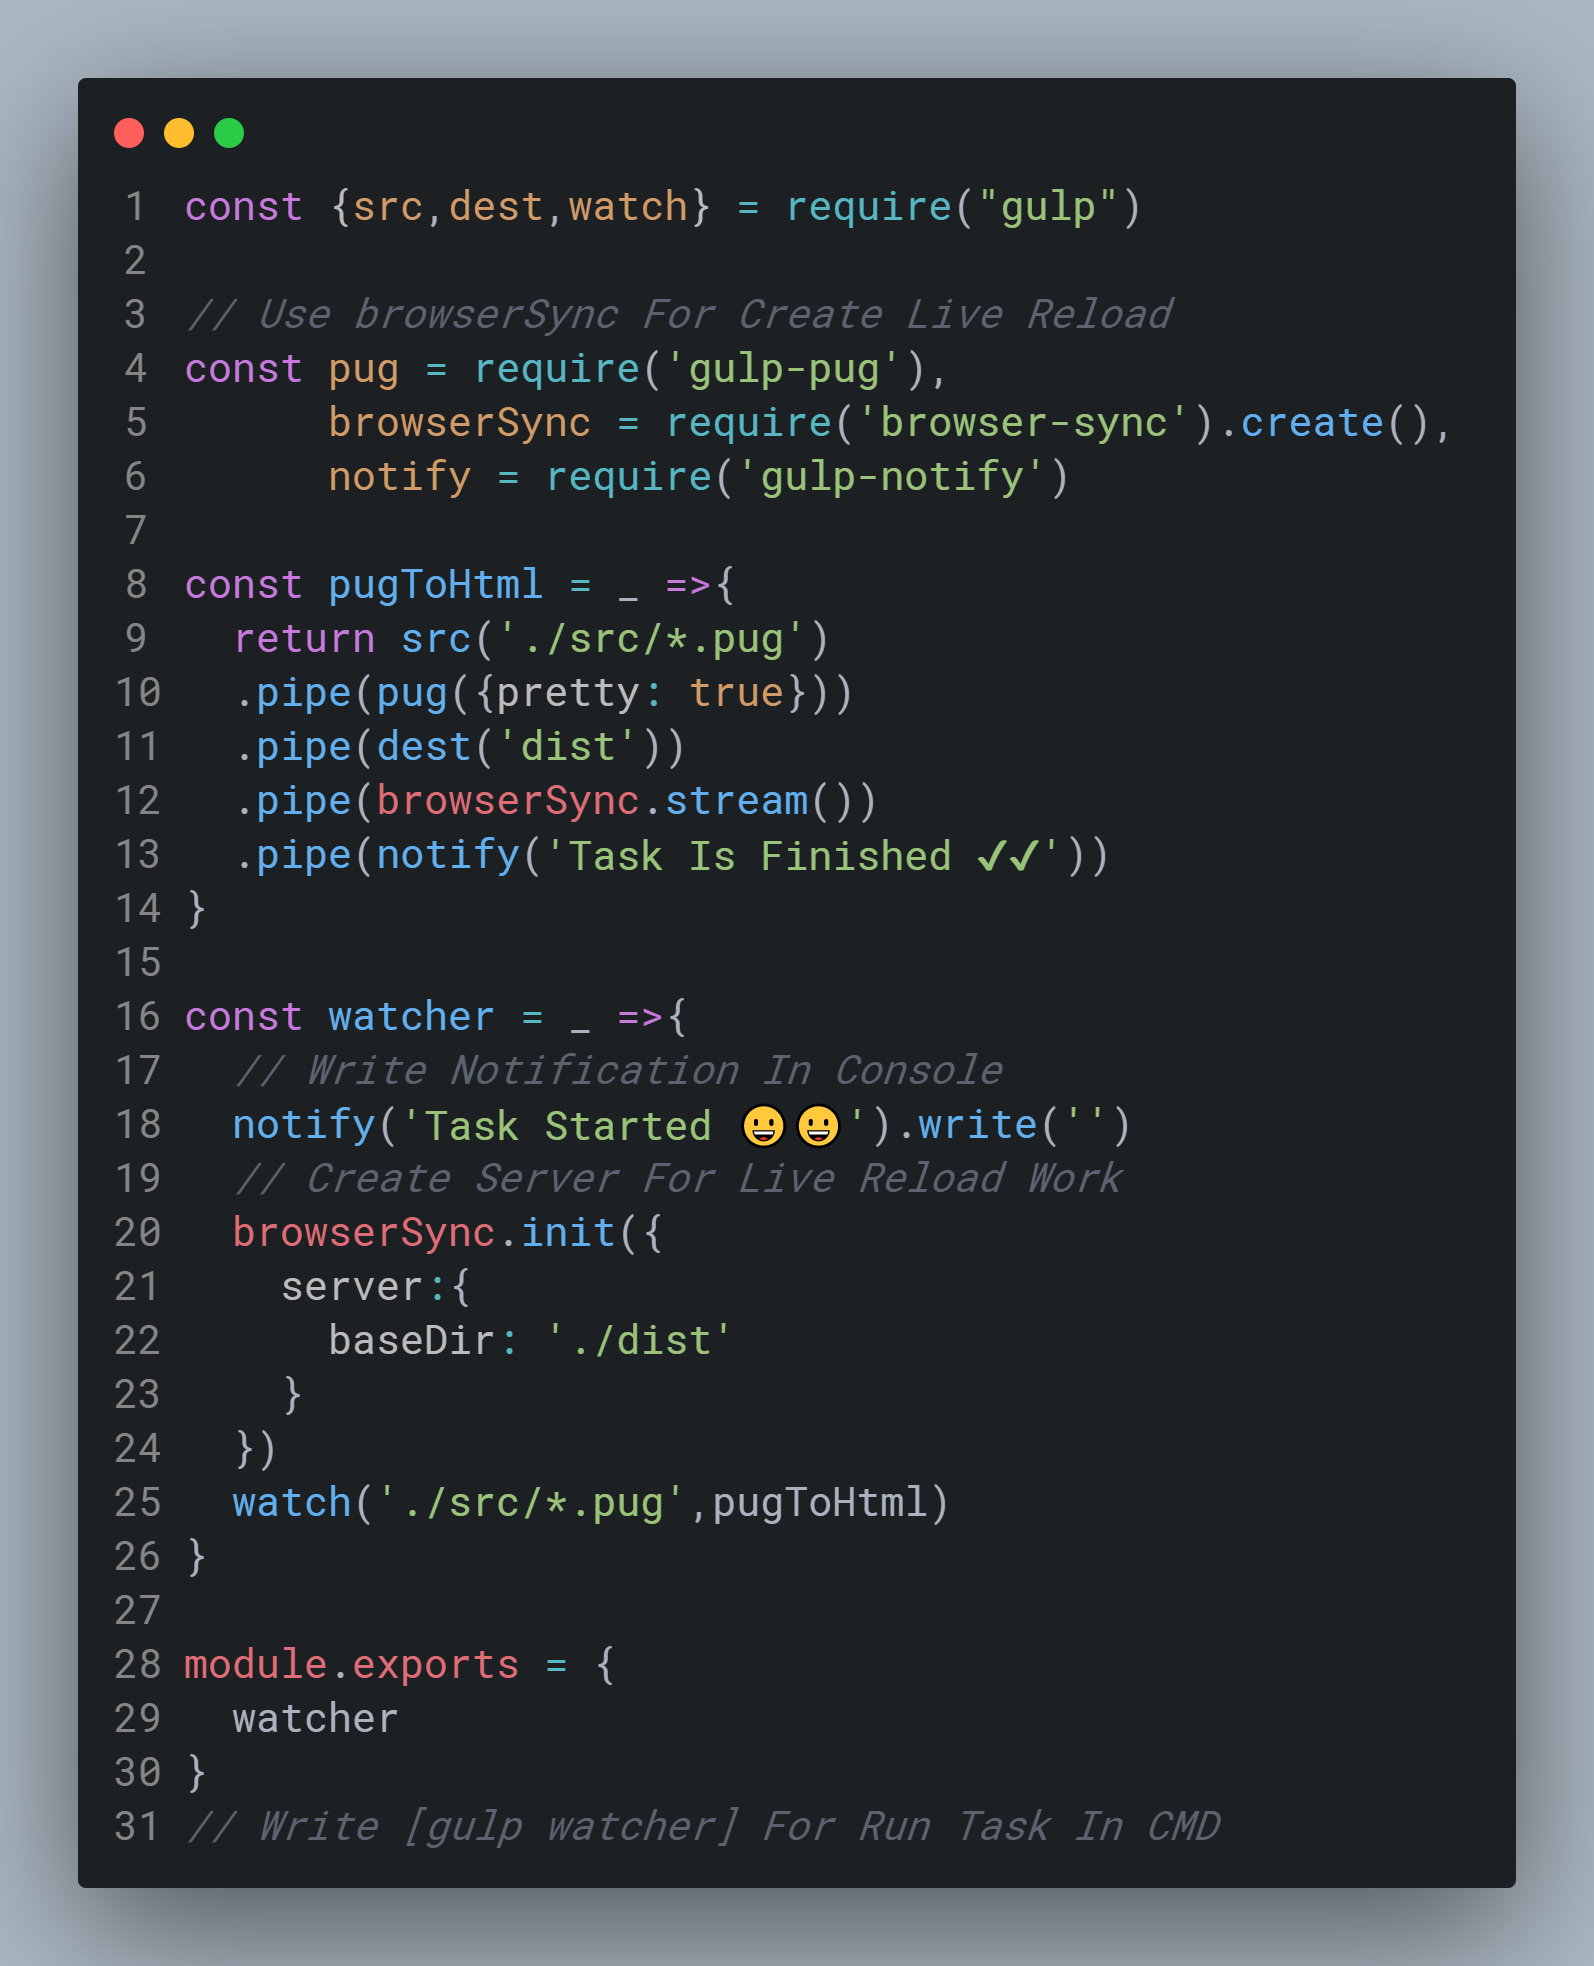 1 const {src,dest,watch} = require("gulp")
2
3 // Use browserSync For Create Live Reload
4 const pug = require('gulp-pug'),
5       browserSync = require('browser-sync').create(),
6       notify = require('gulp-notify')
7
8 const pugToHtml = _ =>{
9   return src('./src/*.pug')
10   .pipe(pug({pretty: true}))
11   .pipe(dest('dist'))
12   .pipe(browserSync.stream())
13   .pipe(notify('Task Is Finished ✓✓'))
14 }
15
16 const watcher = _ =>{
17   // Write Notification In Console
18   notify('Task Started 😀😀').write('')
19   // Create Server For Live Reload Work
20   browserSync.init({
21     server:{
22       baseDir: './dist'
23     }
24   })
25   watch('./src/*.pug',pugToHtml)
26 }
27
28 module.exports = {
29   watcher
30 }
31 // Write [gulp watcher] For Run Task In CMD